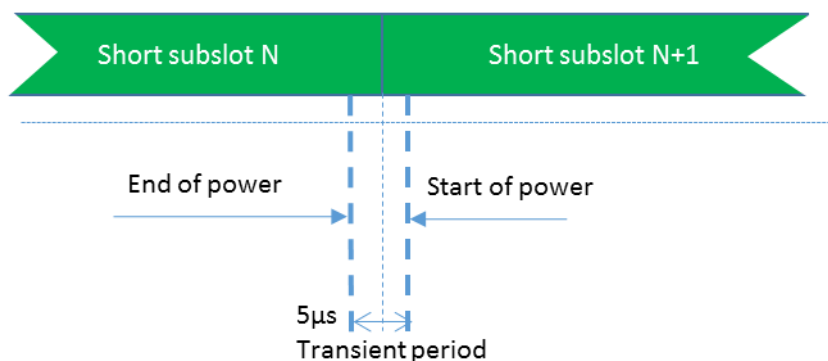 Short subslot N
Short subslot N+1
End of power
Start of power
5µs
Transient period